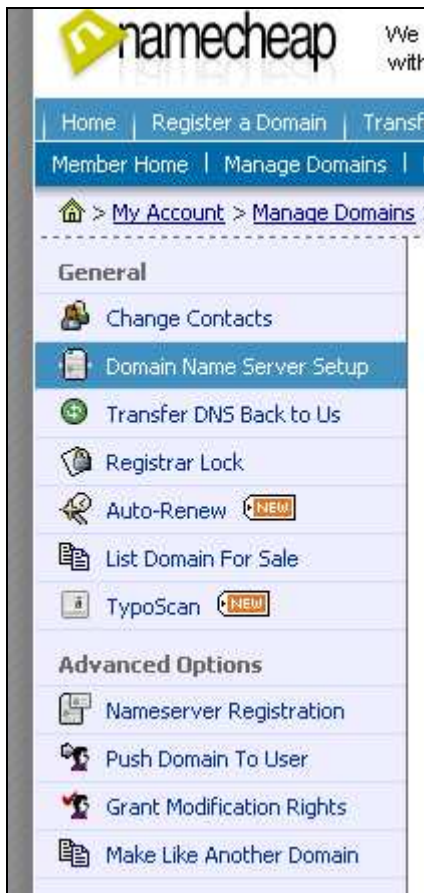 namecheap
We
with
Home | Register a Domain | Transf
Member Home | Manage Domains |
> My Account > Manage Domains
General
Change Contacts
Domain Name Server Setup
Transfer DNS Back to Us
Registrar Lock
Auto-Renew NEW
List Domain For Sale
TypoScan NEW
Advanced Options
Nameserver Registration
Push Domain To User
Grant Modification Rights
Make Like Another Domain